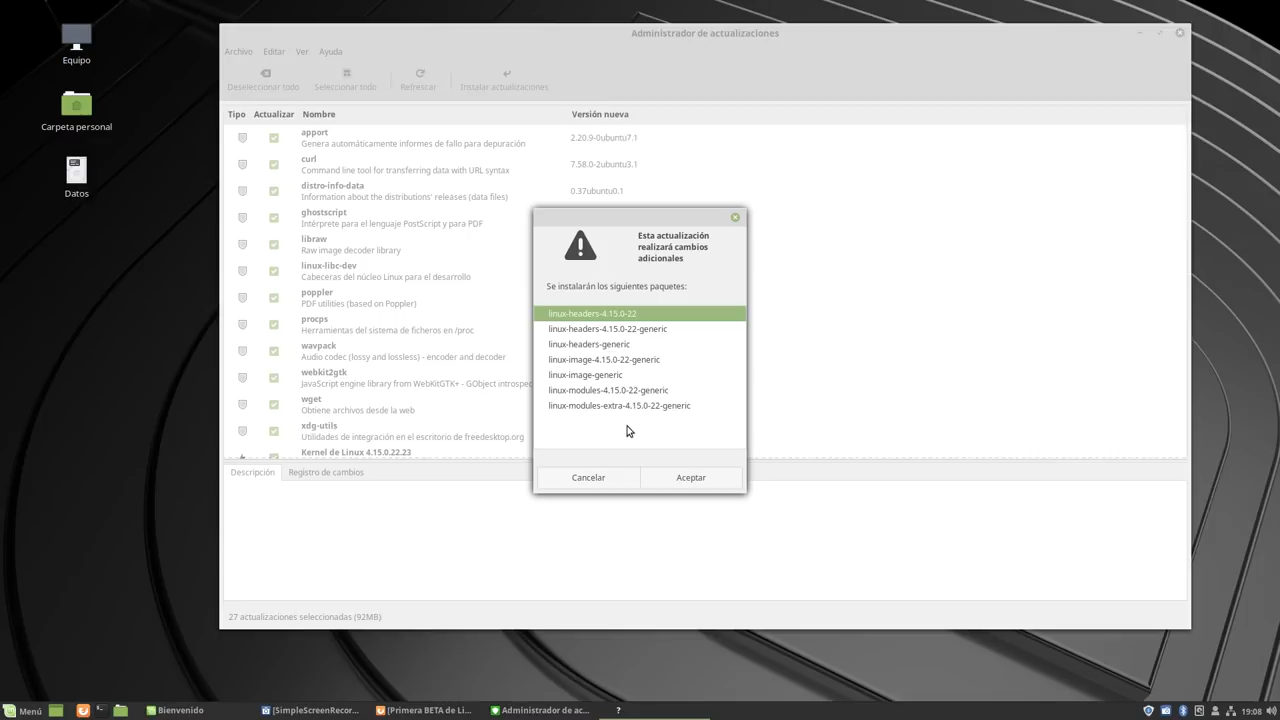 Administrador de actualizaciones
Equipo
Archivo Editar Ver Ayuda
Deseleccionar todo Seleccionar todo Refrescar Instalar actualizaciones
Carpeta personal
Tipo Actualizar Nombre Versión nueva
apport
Genera automáticamente informes de fallo para depuración
2.20.9-0ubuntu7.1
curl
Command line tool for transferring data with URL syntax
7.58.0-2ubuntu3.1
Datos
distro-info-data
Information about the distributions' releases (data files)
0.37ubuntu0.1
ghostscript
Intérprete para el lenguaje PostScript y para PDF
libraw
Raw image decoder library
linux-libc-dev
Cabeceras del núcleo Linux para el desarrollo
poppler
PDF utilities (based on Poppler)
procps
Herramientas del sistema de ficheros en /proc
wavpack
Audio codec (lossy and lossless) - encoder and decoder
webkit2gtk
JavaScript engine library from WebKitGTK+ - GObject introspec
wget
Obtiene archivos desde la web
xdg-utils
Utilidades de integración en el escritorio de freedesktop.org
Kernel de Linux 4.15.0.22.23
Esta actualización
realizará cambios
adicionales
Se instalarán los siguientes paquetes:
linux-headers-4.15.0-22
linux-headers-4.15.0-22-generic
linux-headers-generic
linux-image-4.15.0-22-generic
linux-image-generic
linux-modules-4.15.0-22-generic
linux-modules-extra-4.15.0-22-generic
Cancelar Aceptar
Descripción Registro de cambios
27 actualizaciones seleccionadas (92MB)
Menú Bienvenido [SimpleScreenRecor... [Primera BETA de Li... Administrador de ac... ? 19:08